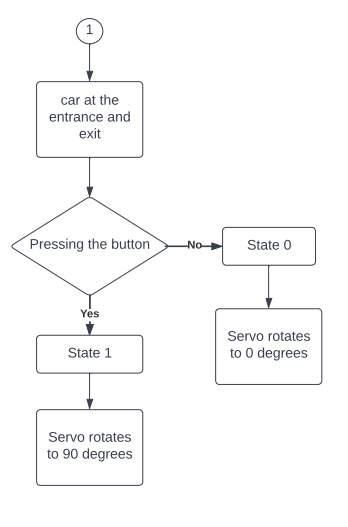 1
car at the
entrance and
exit
Pressing the button
No
State 0
Yes
Servo rotates
to 0 degrees
State 1
Servo rotates
to 90 degrees